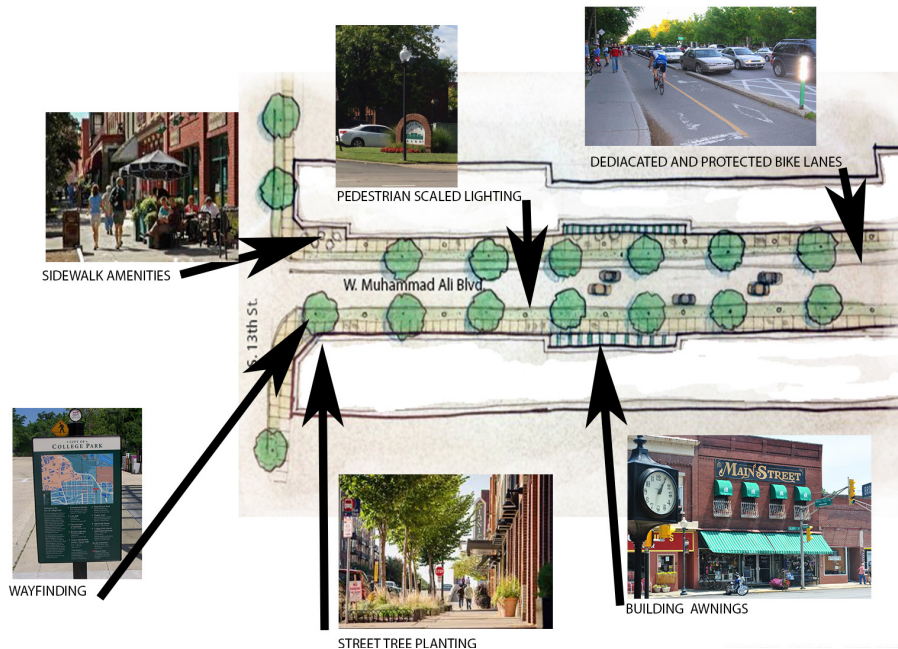 DEDIACATED AND PROTECTED BIKE LANES
PEDESTRIAN SCALED LIGHTING
SIDEWALK AMENITIES
W. Muhammad Ali Blvd
S. 13th St.
CITY OF
COLLEGE PARK
MAIN STREET
WAYFINDING
STREET TREE PLANTING
BUILDING AWNINGS